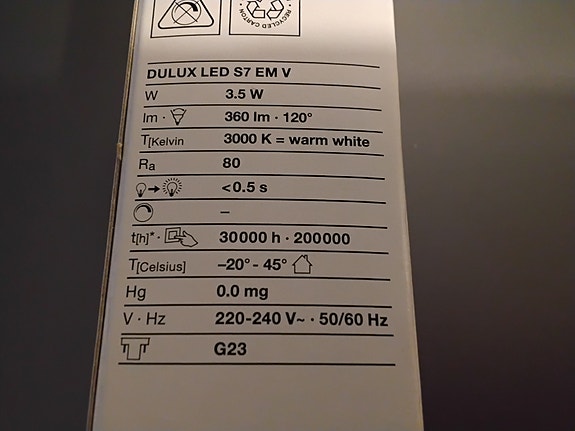 RECYCLED CARTON
DULUX LED S7 EM V
W 3.5 W
lm · 360 lm · 120°
T[Kelvin 3000 K = warm white
Ra 80
<0.5 s
–
t[h]* · 30000 h · 200000
T[Celsius] –20° - 45°
Hg 0.0 mg
V · Hz 220-240 V~ · 50/60 Hz
G23